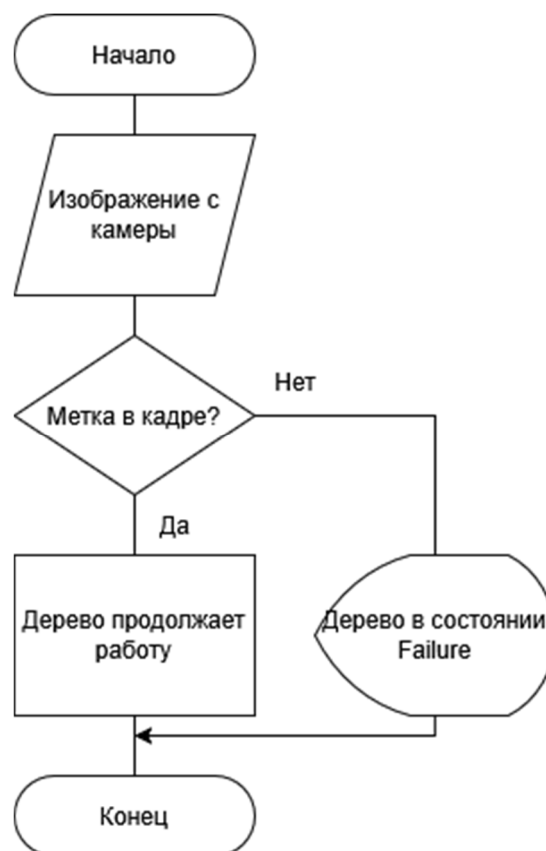 Начало
Изображение с
камеры
Метка в кадре?
Нет
Да
Дерево продолжает
работу
Дерево в состоянии
Failure
Конец